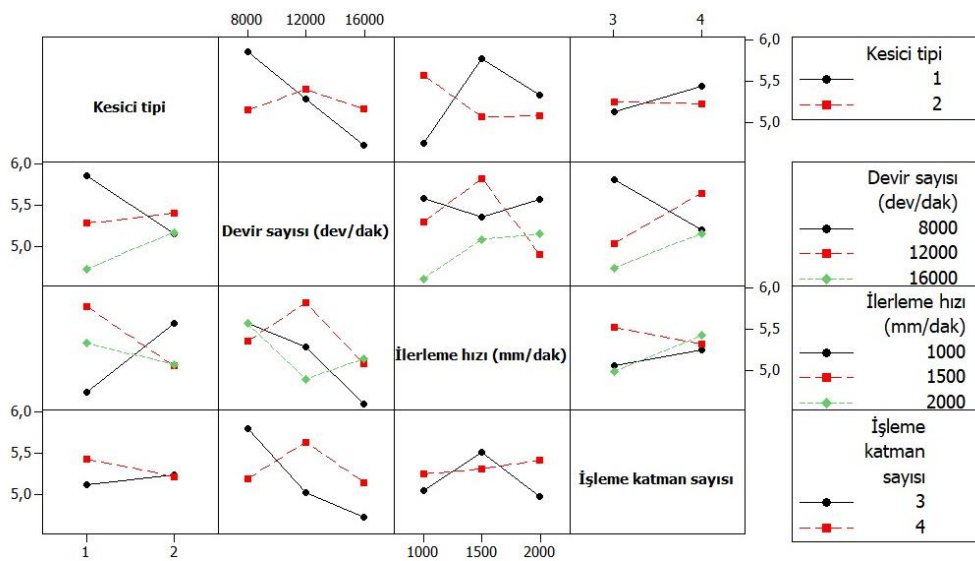 8000 12000 16000
3 4
Kesici tipi
6,0
5,5
5,0
Kesici tipi
1
2
6,0
5,5
5,0
Devir sayısı (dev/dak)
Devir sayısı
(dev/dak)
8000
12000
16000
İlerleme hızı (mm/dak)
6,0
5,5
5,0
İlerleme hızı
(mm/dak)
1000
1500
2000
6,0
5,5
5,0
İşleme katman sayısı
İşleme
katman
sayısı
3
4
1 2
1000 1500 2000